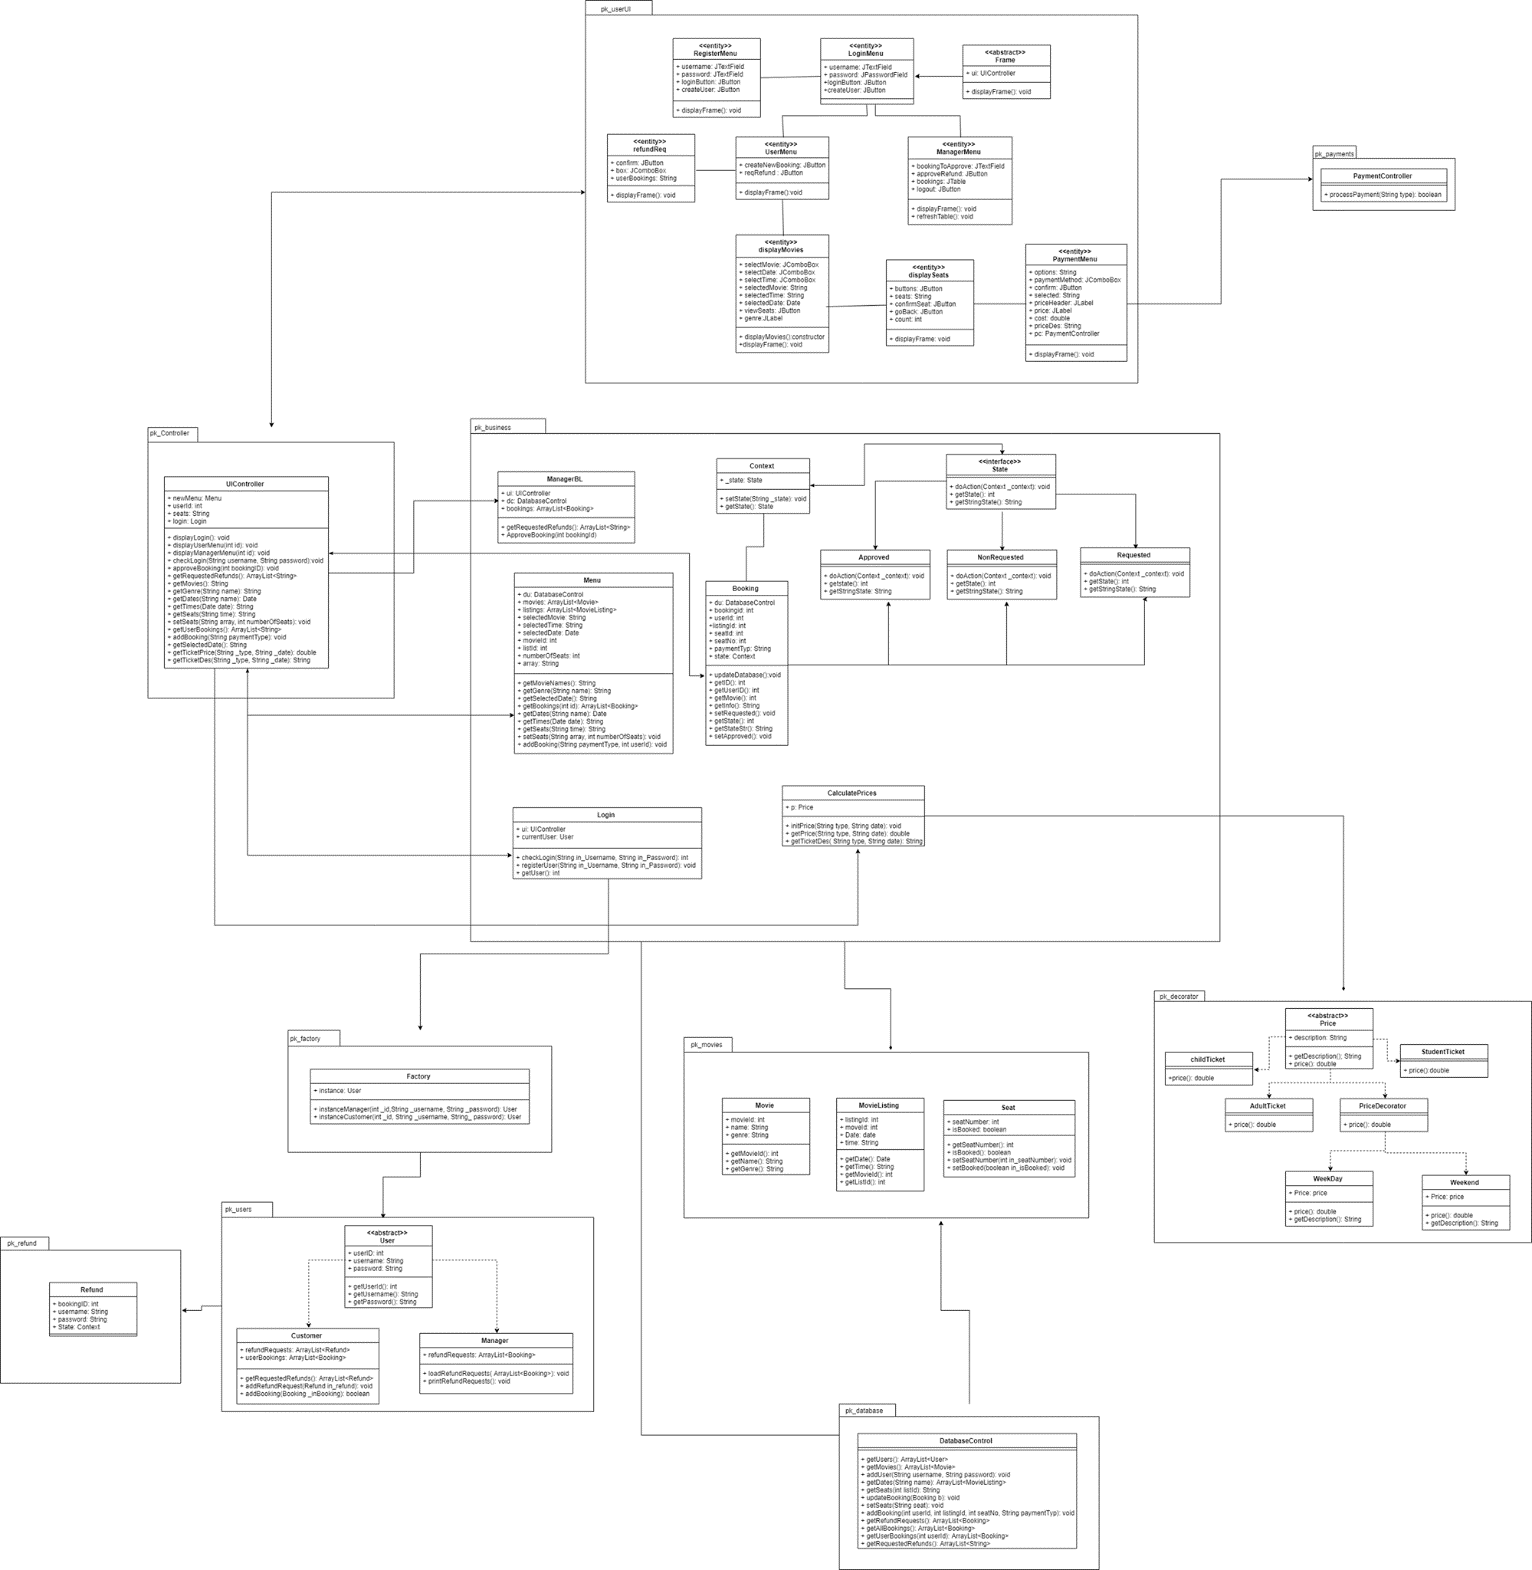 pk_userUI
<<entity>>
RegisterMenu
+ username: JTextField
+ password: JTextField
+ loginButton: JButton
+ createUser: JButton
+ displayFrame(): void
<<entity>>
LoginMenu
+ username: JTextField
+ password: JPasswordField
+loginButton: JButton
+createUser: JButton
<<abstract>>
Frame
+ ui: UIController
+ displayFrame(): void
<<entity>>
refundReq
+ confirm: JButton
+ box: JComboBox
+ userBookings: String
+ displayFrame(): void
<<entity>>
UserMenu
+ createNewBooking: JButton
+ reqRefund : JButton
+ displayFrame():void
<<entity>>
ManagerMenu
+ bookingToApprove: JTextField
+ approveRefund: JButton
+ bookings: JTable
+ logout: JButton
+ displayFrame(): void
+ refreshTable(): void
<<entity>>
displayMovies
+ selectMovie: JComboBox
+ selectDate: JComboBox
+ selectTime: JComboBox
+ selectedMovie: String
+ selectedTime: String
+ selectedDate: Date
+ viewSeats: JButton
+ genre:JLabel
+ displayMovies():constructor
+displayFrame(): void
<<entity>>
displaySeats
+ buttons: JButton
+ seats: String
+ confirmSeat: JButton
+ goBack: JButton
+ count: int
+ displayFrame: void
<<entity>>
PaymentMenu
+ options: String
+ paymentMethod: JComboBox
+ confirm: JButton
+ selected: String
+ priceHeader: JLabel
+ price: JLabel
+ cost: double
+ priceDes: String
+ pc: PaymentController
+ displayFrame(): void
pk_payments
PaymentController
+ processPayment(String type): boolean
pk_Controller
UIController
+ newMenu: Menu
+ userId: int
+ seats: String
+ login: Login
+ displayLogin(): void
+ displayUserMenu(int id): void
+ displayManagerMenu(int id): void
+ checkLogin(String username, String password):void
+ approveBooking(int bookingID): void
+ getRequestedRefunds(): ArrayList<String>
+ getMovies(): String
+ getGenre(String name): String
+ getDates(String name): Date
+ getTimes(Date date): String
+ getSeats(String time): String
+ setSeats(String array, int numberOfSeats): void
+ getUserBookings(): ArrayList<String>
+ addBooking(String paymentType): void
+ getSelectedDate(): String
+ getTicketPrice(String _type, String _date): double
+ getTicketDes(String _type, String _date): String
pk_business
ManagerBL
+ ui: UIController
+ dc: DatabaseControl
+ bookings: ArrayList<Booking>
+ getRequestedRefunds(): ArrayList<String>
+ ApproveBooking(int bookingId)
Context
+ _state: State
+ setState(String _state): void
+ getState(): State
<<interface>>
State
+ doAction(Context _context): void
+ getState(): int
+ getStringState(): String
Approved
+ doAction(Context _context): void
+ getstate(): int
+ getStringState: String
NonRequested
+ doAction(Context _context): void
+ getState(): int
+ getStringState(): String
Requested
+ doAction(Context _context): void
+ getState(): int
+ getStringState(): String
Menu
+ du: DatabaseControl
+ movies: ArrayList<Movie>
+ listings: ArrayList<MovieListing>
+ selectedMovie: String
+ selectedTime: String
+ selectedDate: Date
+ movieId: int
+ listId: int
+ numberOfSeats: int
+ array: String
+ getMovieNames(): String
+ getGenre(String name): String
+ getSelectedDate(): String
+ getBookings(int id): ArrayList<Booking>
+ getDates(String name): Date
+ getTimes(Date date): String
+ getSeats(String time): String
+ setSeats(String array, int numberOfSeats): void
+ addBooking(String paymentType, int userId): void
Booking
+ du: DatabaseControl
+ bookingId: int
+ userId: int
+listingId: int
+ seatId: int
+ seatNo: int
+ paymentTyp: String
+ state: Context
+ updateDatabase():void
+ getID(): int
+ getUserID(): int
+ getMovie(): int
+ getInfo(): String
+ setRequested(): void
+ getState(): int
+ getStateStr(): String
+ setApproved(): void
Login
+ ui: UIController
+ currentUser: User
+ checkLogin(String in_Username, String in_Password): int
+ registerUser(String in_Username, String in_Password): void
+ getUser(): int
CalculatePrices
+ p: Price
+ initPrice(String type, String date): void
+ getPrice(String type, String date): double
+ getTicketDes( String type, String date): String
pk_factory
Factory
+ instance: User
+ instanceManager(int _id,String _username, String _password): User
+ instanceCustomer(int _id, String _username, String_ password): User
pk_movies
Movie
+ movieId: int
+ name: String
+ genre: String
+ getMovieId(): int
+ getName(): String
+ getGenre(): String
MovieListing
+ listingId: int
+ moveId: int
+ Date: date
+ time: String
+ getDate(): Date
+ getTime(): String
+ getMovieId(): int
+ getListId(): int
Seat
+ seatNumber: int
+ isBooked: boolean
+ getSeatNumber(): int
+ isBooked(): boolean
+ setSeatNumber(int in_seatNumber): void
+ setBooked(boolean in_isBooked): void
pk_decorator
<<abstract>>
Price
+ description: String
+ getDescription(); String
+ price(): double
childTicket
+price(): double
StudentTicket
+ price():double
AdultTicket
+ price(): double
PriceDecorator
+ price(): double
WeekDay
+ Price: price
+ price(): double
+ getDescription(): String
Weekend
+ Price: price
+ price(): double
+ getDescription(): String
pk_users
<<abstract>>
User
+ userID: int
+ username: String
+ password: String
+ getUserId(): int
+ getUsername(): String
+ getPassword(): String
Customer
+ refundRequests: ArrayList<Refund>
+ userBookings: ArrayList<Booking>
+ getRequestedRefunds(): ArrayList<Refund>
+ addRefundRequest(Refund in_refund): void
+ addBooking(Booking _inBooking): boolean
Manager
+ refundRequests: ArrayList<Booking>
+ loadRefundRequests( ArrayList<Booking>): void
+ printRefundRequests(): void
pk_refund
Refund
+ bookingID: int
+ username: String
+ password: String
+ State: Context
pk_database
DatabaseControl
+ getUsers(): ArrayList<User>
+ getMovies(): ArrayList<Movie>
+ addUser(String username, String password): void
+ getDates(String name): ArrayList<MovieListing>
+ getSeats(int listId): String
+ updateBooking(Booking b): void
+ setSeats(String seat): void
+ addBooking(int userId, int listingId, int seatNo, String paymentTyp): void
+ getRefundRequests(): ArrayList<Booking>
+ getAllBookings(): ArrayList<Booking>
+ getUserBookings(int userId): ArrayList<Booking>
+ getRequestedRefunds(): ArrayList<String>